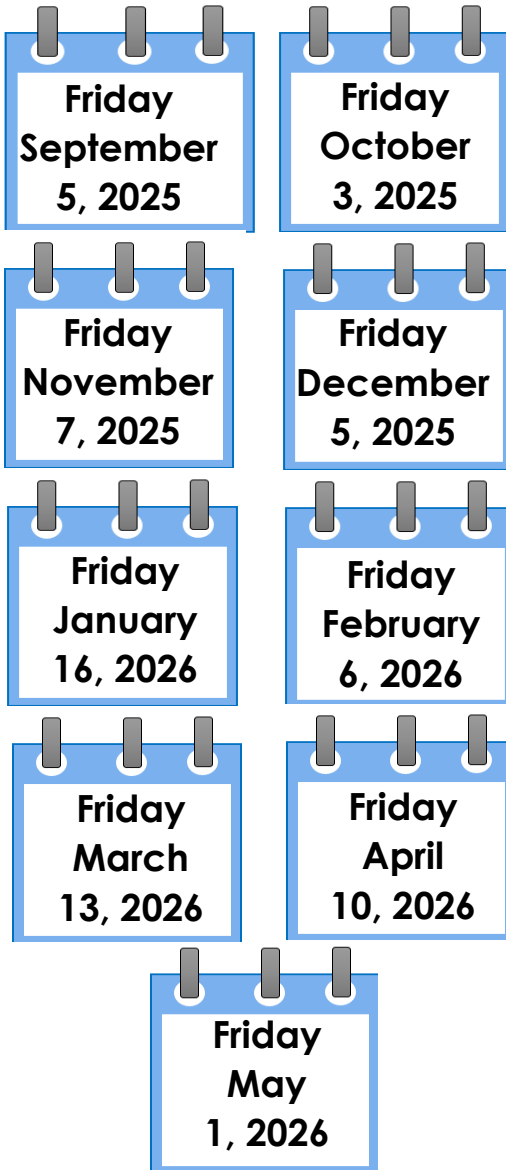 Friday
September
5, 2025
Friday
October
3, 2025
Friday
November
7, 2025
Friday
December
5, 2025
Friday
January
16, 2026
Friday
February
6, 2026
Friday
March
13, 2026
Friday
April
10, 2026
Friday
May
1, 2026